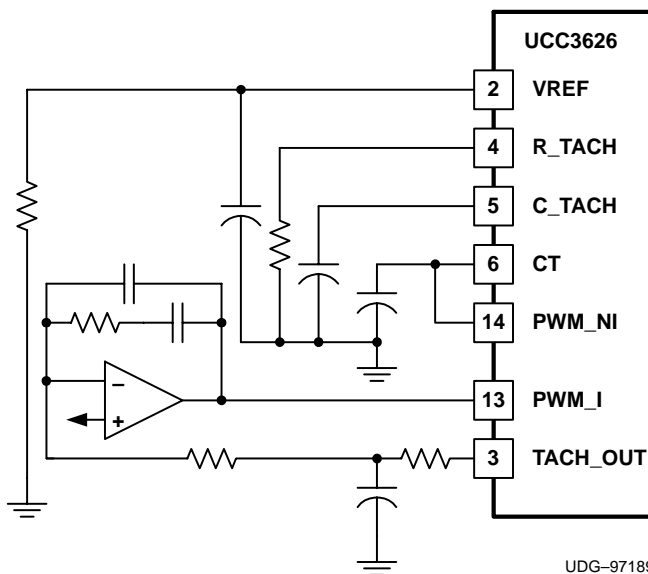 UCC3626
2 VREF
4 R_TACH
5 C_TACH
6 CT
14 PWM_NI
−
+
13 PWM_I
3 TACH_OUT
UDG–97189